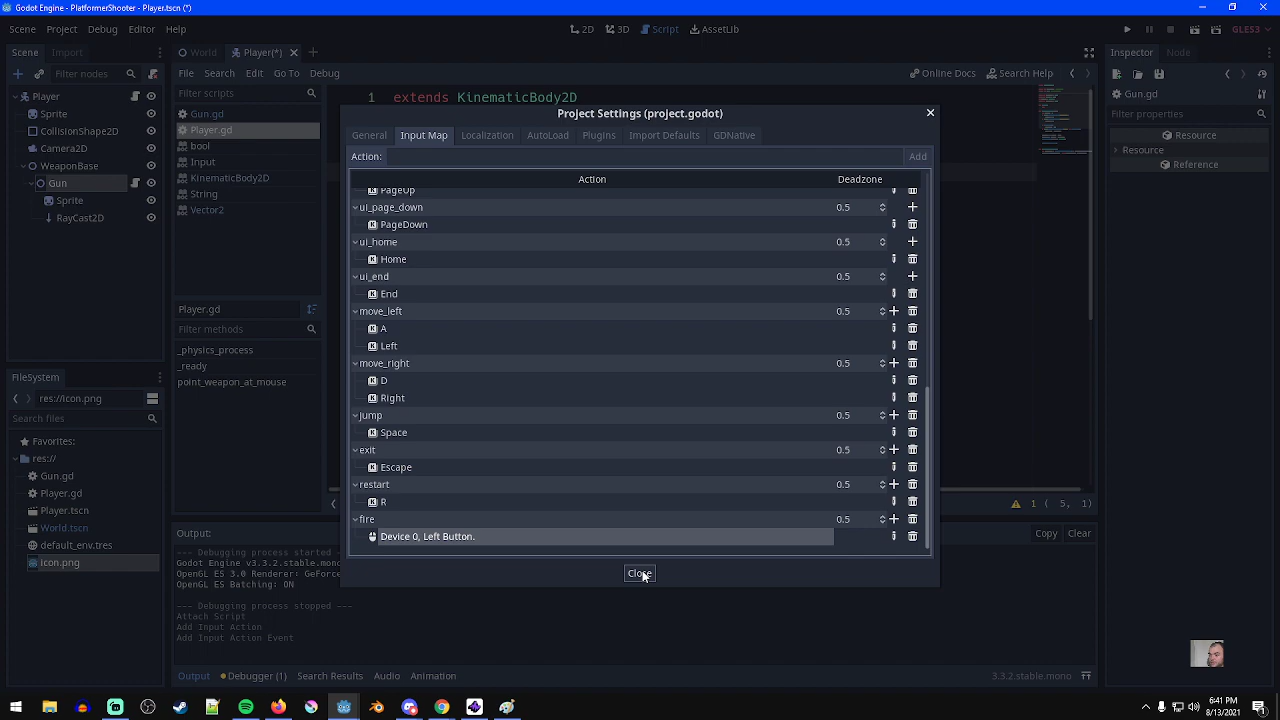 Godot Engine - PlatformerShooter - Player.tscn (*)
Scene Project Debug Editor Help
2D 3D Script AssetLib
GLES3
Scene Import
Filter nodes
Player
Sprite
CollisionShape2D
Camera2D
WeaponBase
Gun
Sprite
RayCast2D
FileSystem
res://icon.png
Search files
Favorites:
res://
Gun.gd
Player.gd
Player.tscn
World.tscn
default_env.tres
icon.png
World Player(*)
File Search Edit Go To Debug
Online Docs Search Help
Filter scripts
Gun.gd
Player.gd
bool
Input
KinematicBody2D
String
Vector2
Player.gd
Filter methods
_physics_process
_ready
point_weapon_at_mouse
1 extends KinematicBody2D
1 ( 5, 1)
Project Settings (project.godot)
Input Map Localization AutoLoad GDNative
Action: Add
Action Deadzone
PageUp
ui_page_down 0.5
PageDown
ui_home 0.5
Home
ui_end 0.5
End
move_left 0.5
A
Left
move_right 0.5
D
Right
jump 0.5
Space
exit 0.5
Escape
restart 0.5
R
fire 0.5
Device 0, Left Button.
Close
Output:
Copy Clear
--- Debugging process started
Godot Engine v3.3.2.stable.mono
OpenGL ES 3.0 Renderer: GeForce
OpenGL ES Batching: ON
--- Debugging process stopped ---
Attach Script
Add Input Action
Add Input Action Event
Output Debugger (1) Search Results Audio Animation
3.3.2.stable.mono
Inspector Node
Gun.gd
Filter properties
Resource
Resource
Reference
6:41 PM
8/13/2021